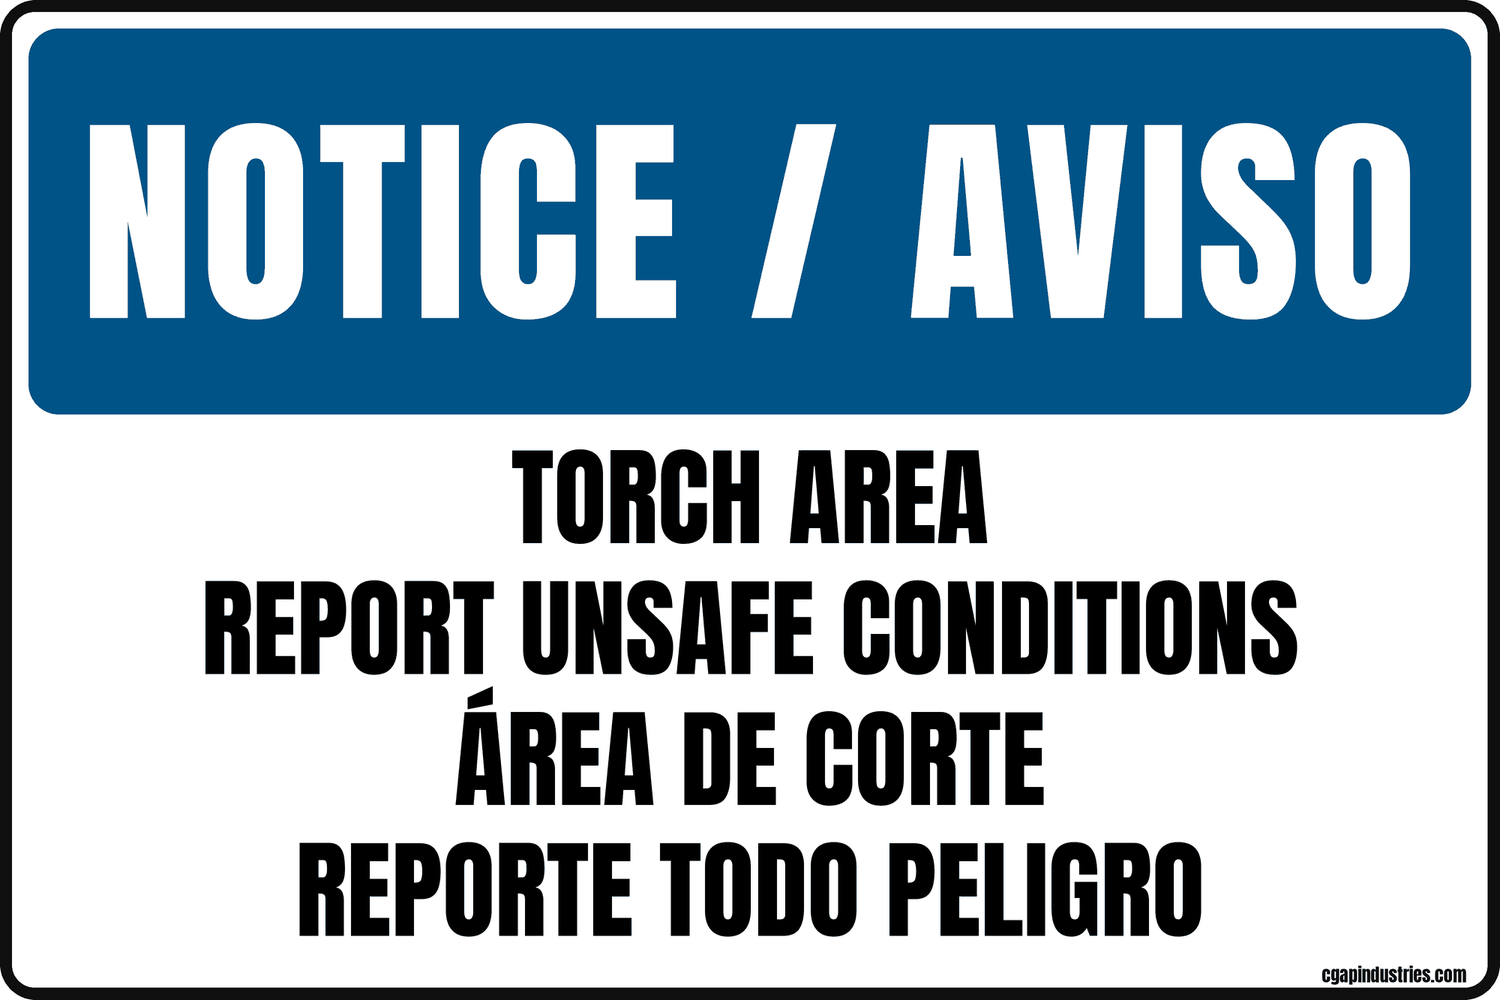 NOTICE / AVISO
TORCH AREA
REPORT UNSAFE CONDITIONS
ÁREA DE CORTE
REPORTE TODO PELIGRO
cgapindustries.com